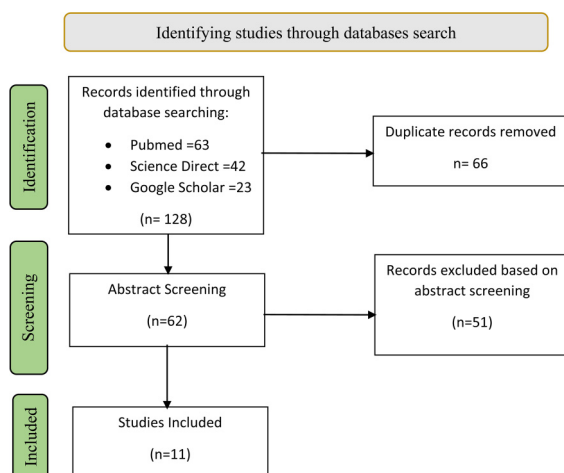 Identifying studies through databases search
Identification
Records identified through
database searching:
• Pubmed =63
• Science Direct =42
• Google Scholar =23
(n= 128)
Duplicate records removed
n= 66
Screening
Abstract Screening
(n=62)
Records excluded based on
abstract screening
(n=51)
Included
Studies Included
(n=11)